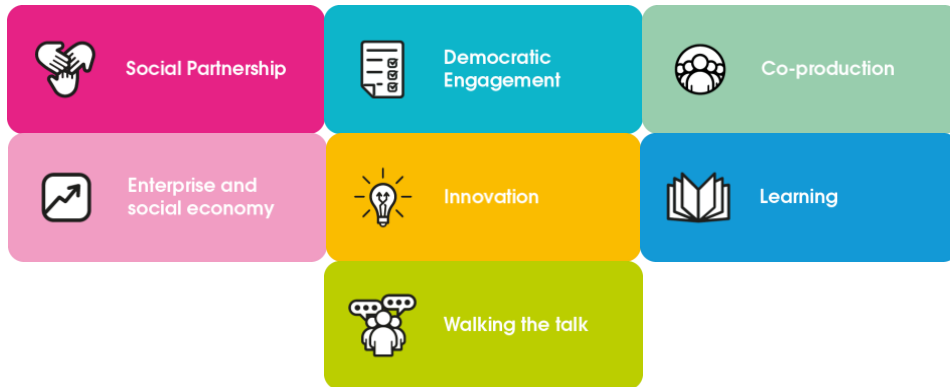 Social Partnership
Democratic
Engagement
Co-production
Enterprise and
social economy
Innovation
Learning
Walking the talk